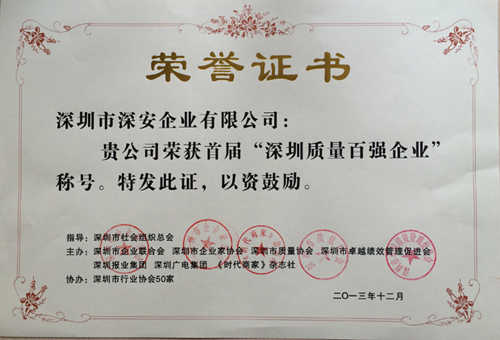 荣誉证书
深圳市深安企业有限公司：
贵公司荣获首届“深圳质量百强企业”
称号。特发此证，以资鼓励。
指导：深圳市社会组织总会
主办：深圳市企业联合会 深圳市企业家协会 深圳市质量协会 深圳市卓越绩效管理促进会
深圳报业集团 深圳广电集团 《时代商家》杂志社
协办：深圳市行业协会50家
二〇一三年十二月